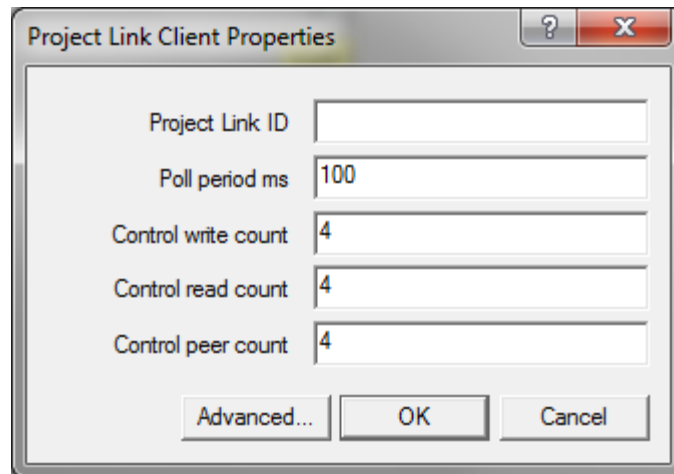 Project Link Client Properties
?
Project Link ID
Poll period ms 100
Control write count 4
Control read count 4
Control peer count 4
Advanced... OK Cancel